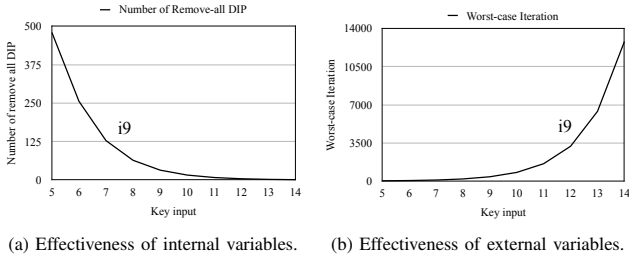 Number of Remove-all DIP
Number of remove all DIP
500
375
250
125
0
i9
5 6 7 8 9 10 11 12 13 14
Key input
(a) Effectiveness of internal variables.
Worst-case Iteration
Worst-case Iteration
14000
10500
7000
3500
0
i9
5 6 7 8 9 10 11 12 13 14
Key input
(b) Effectiveness of external variables.